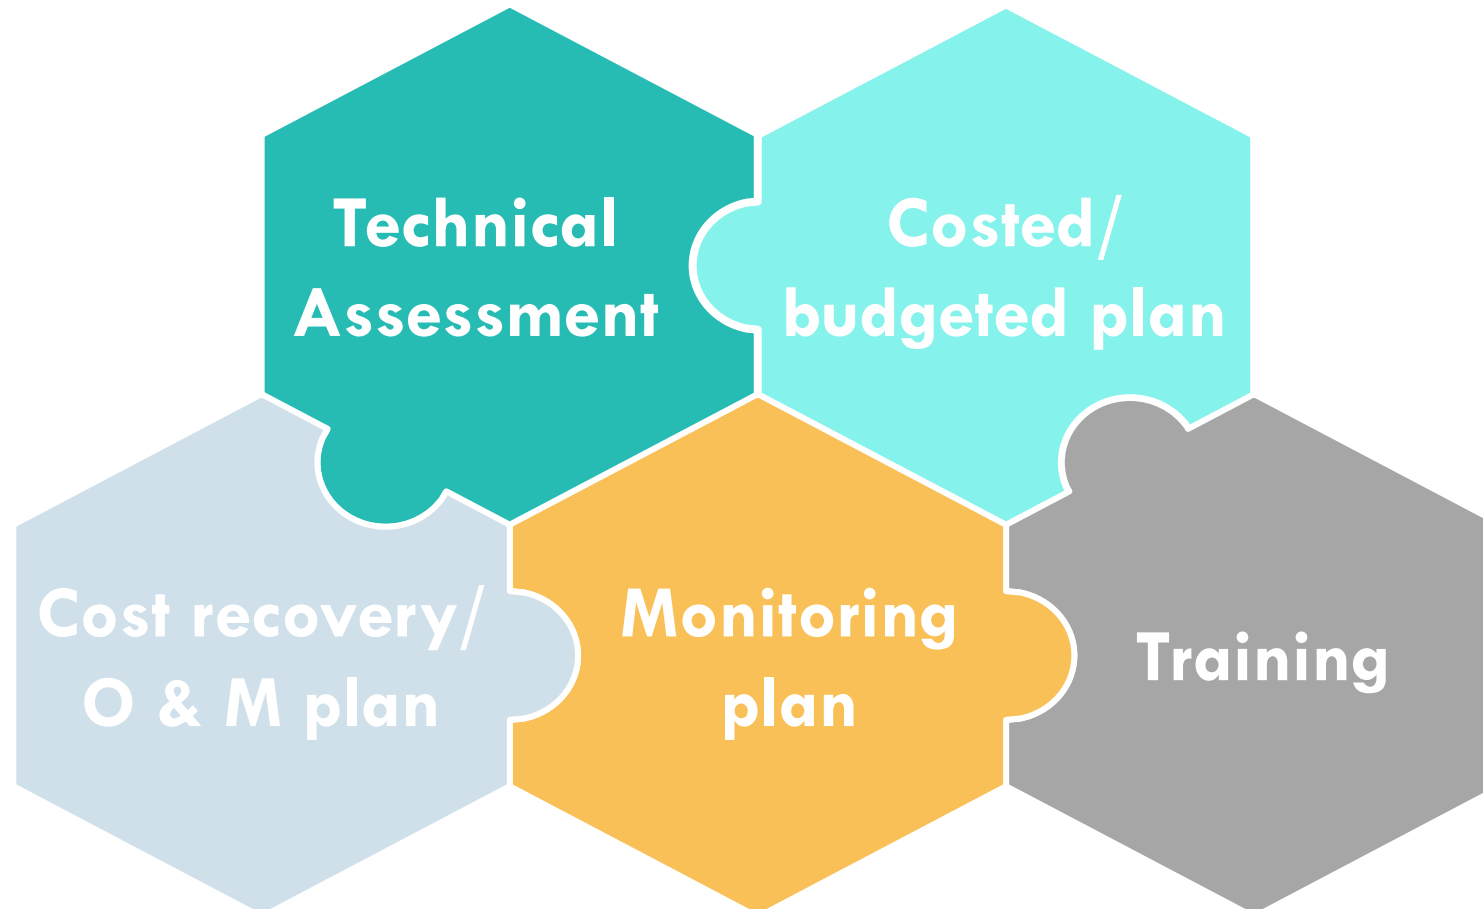 Technical
Assessment
Costed/
budgeted plan
Cost recovery/
O & M plan
Monitoring
plan
Training